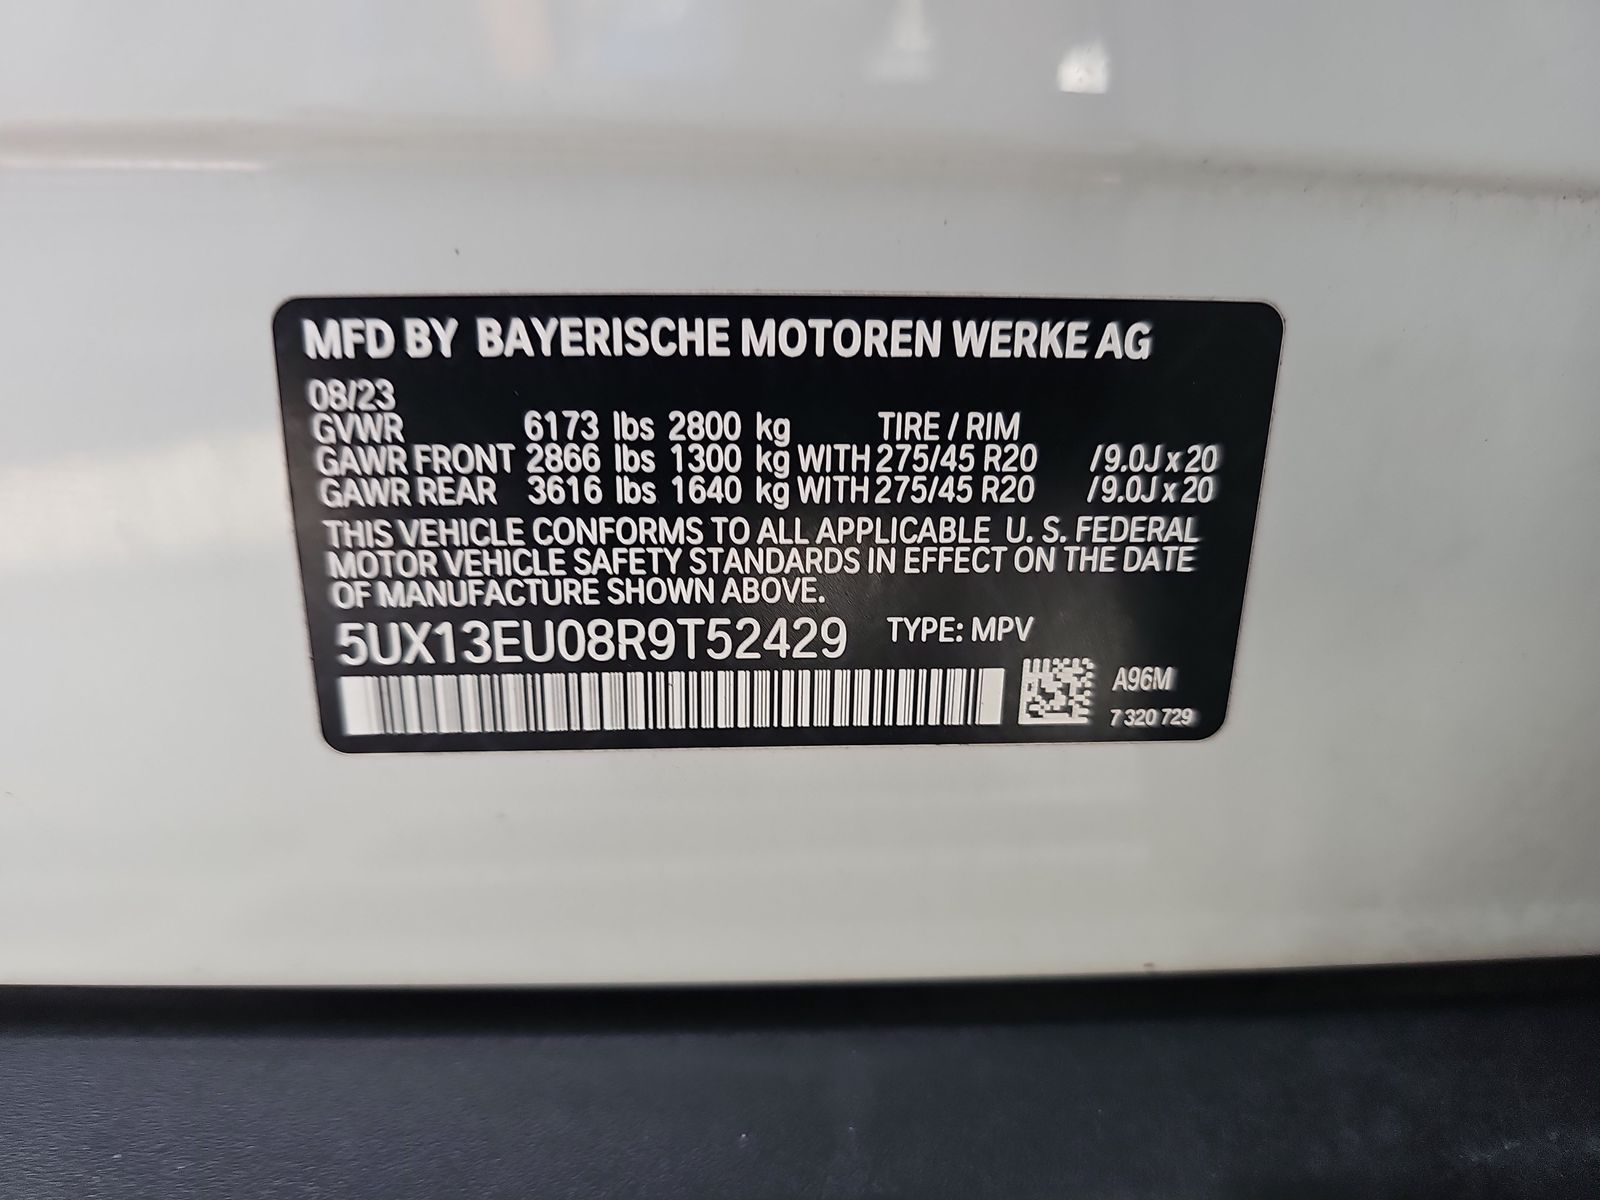 MFD BY BAYERISCHE MOTOREN WERKE AG
08/23
GVWR 6173 lbs 2800 kg TIRE / RIM
GAWR FRONT 2866 lbs 1300 kg WITH 275/45 R20 /9.0J x 20
GAWR REAR 3616 lbs 1640 kg WITH 275/45 R20 /9.0J x 20
THIS VEHICLE CONFORMS TO ALL APPLICABLE U. S. FEDERAL
MOTOR VEHICLE SAFETY STANDARDS IN EFFECT ON THE DATE
OF MANUFACTURE SHOWN ABOVE.
5UX13EU08R9T52429 TYPE: MPV
A96M
7 320 729